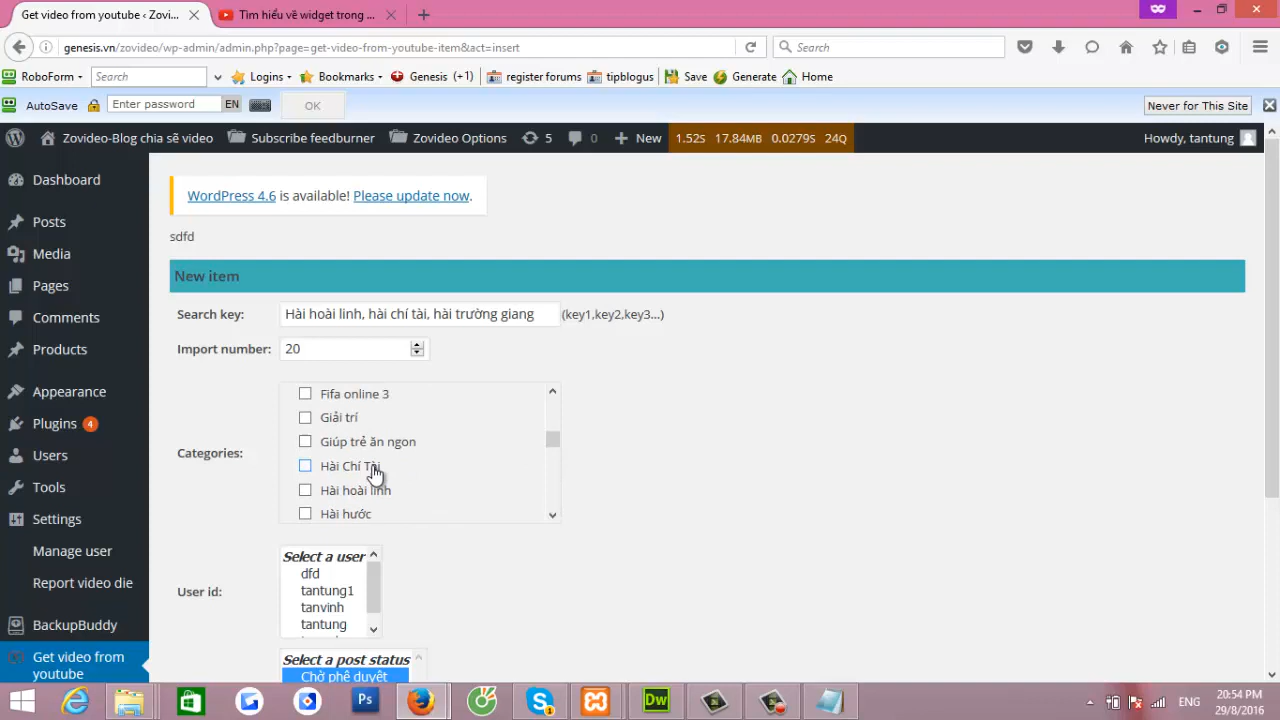 Get video from youtube ‹ Zovi...
Tìm hiểu về widget trong ...
genesis.vn/zovideo/wp-admin/admin.php?page=get-video-from-youtube-item&act=insert
Search
RoboForm
Search
Logins
Bookmarks
Genesis (+1)
register forums
tipblogus
Save
Generate
Home
AutoSave
Enter password
EN
OK
Never for This Site
Zovideo-Blog chia sẽ video
Subscribe feedburner
Zovideo Options
5
0
New
1.52S 17.84MB 0.0279S 24Q
Howdy, tantung
Dashboard
Posts
Media
Pages
Comments
Products
Appearance
Plugins 4
Users
Tools
Settings
Manage user
Report video die
BackupBuddy
Get video from
youtube
WordPress 4.6 is available! Please update now.
sdfd
New item
Search key: Hài hoài linh, hài chí tài, hài trường giang (key1,key2,key3...)
Import number: 20
Categories:
Fifa online 3
Giải trí
Giúp trẻ ăn ngon
Hài Chí Tài
Hài hoài linh
Hài hước
User id:
Select a user
dfd
tantung1
tanvinh
tantung
Select a post status
Chờ phê duyệt
Ps
Dw
1
ENG
20:54 PM
29/8/2016